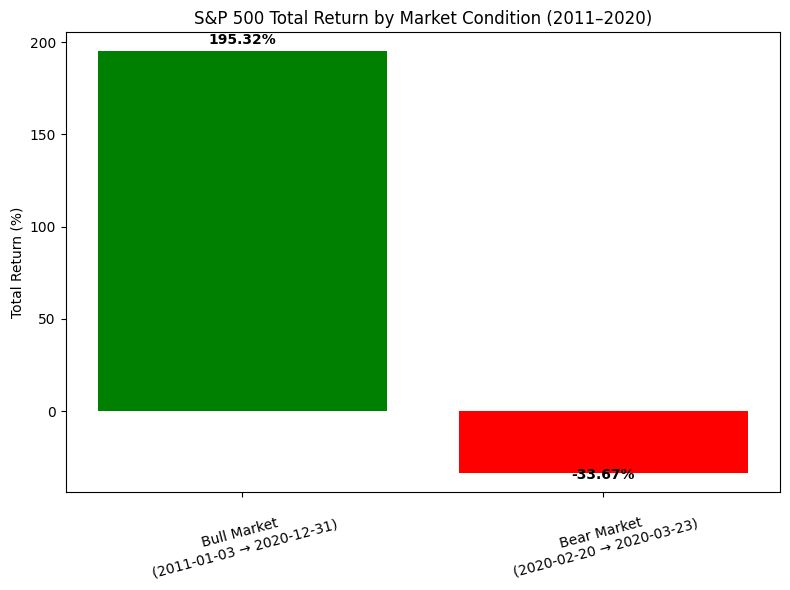 S&P 500 Total Return by Market Condition (2011–2020)
Total Return (%)
200
150
100
50
0
195.32%
-33.67%
Bull Market
(2011-01-03 → 2020-12-31)
Bear Market
(2020-02-20 → 2020-03-23)